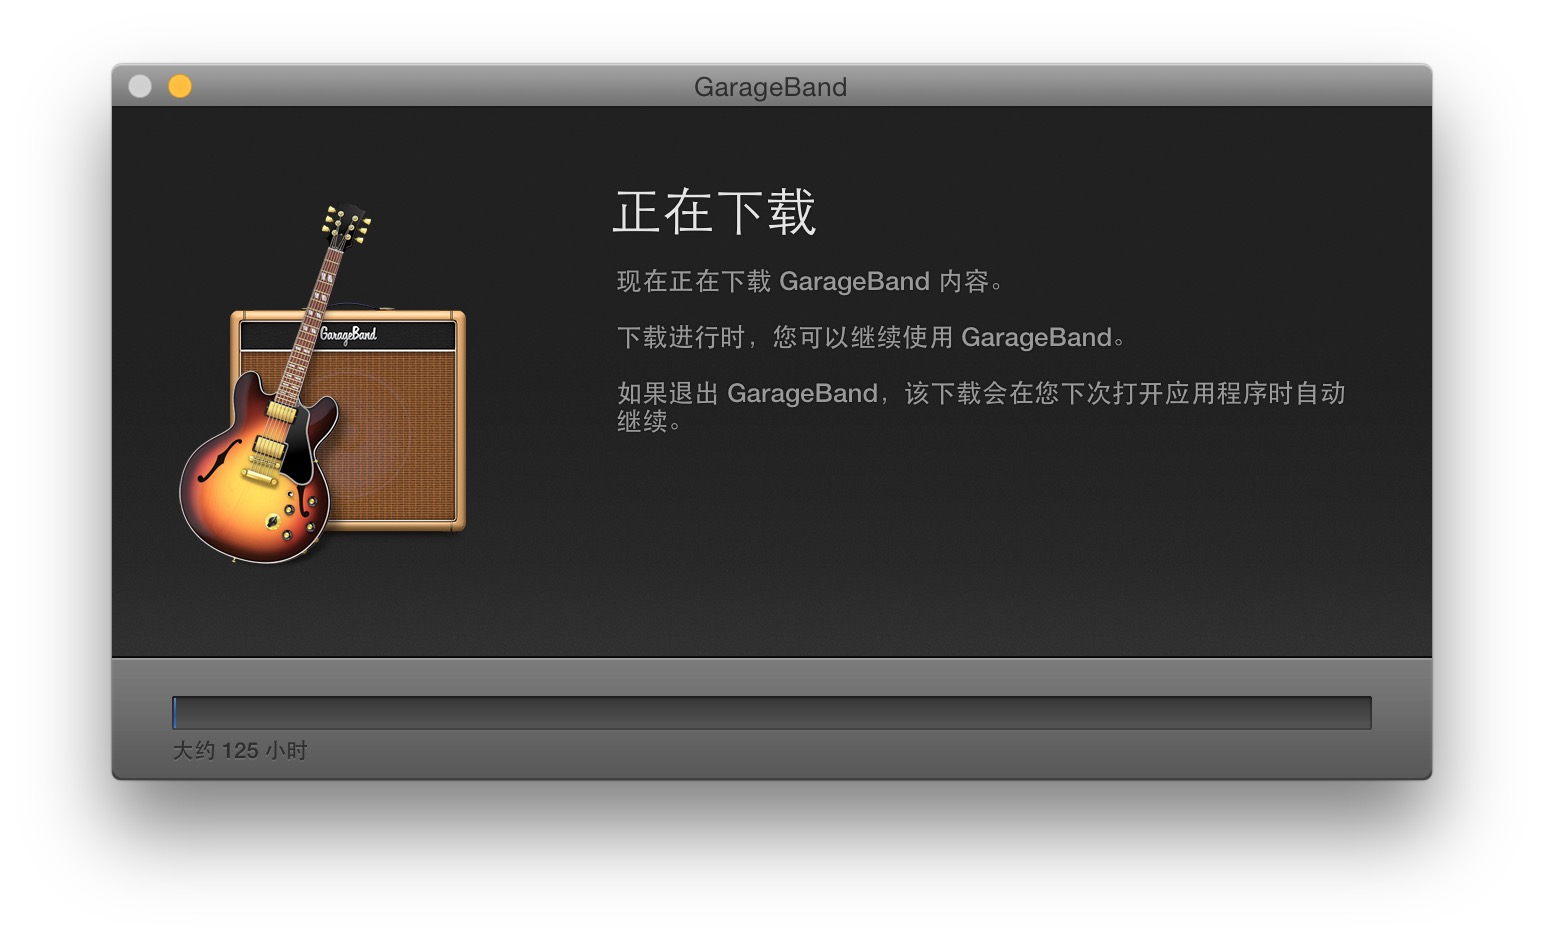 GarageBand
正在下载
现在正在下载 GarageBand 内容。
下载进行时，您可以继续使用 GarageBand。
如果退出 GarageBand，该下载会在您下次打开应用程序时自动
继续。
GarageBand
大约 125 小时